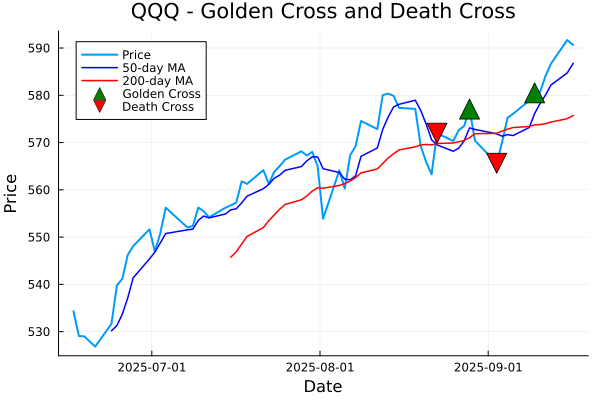 QQQ - Golden Cross and Death Cross
Price
50-day MA
200-day MA
Golden Cross
Death Cross
590
580
570
560
550
540
530
Price
2025-07-01
2025-08-01
2025-09-01
Date